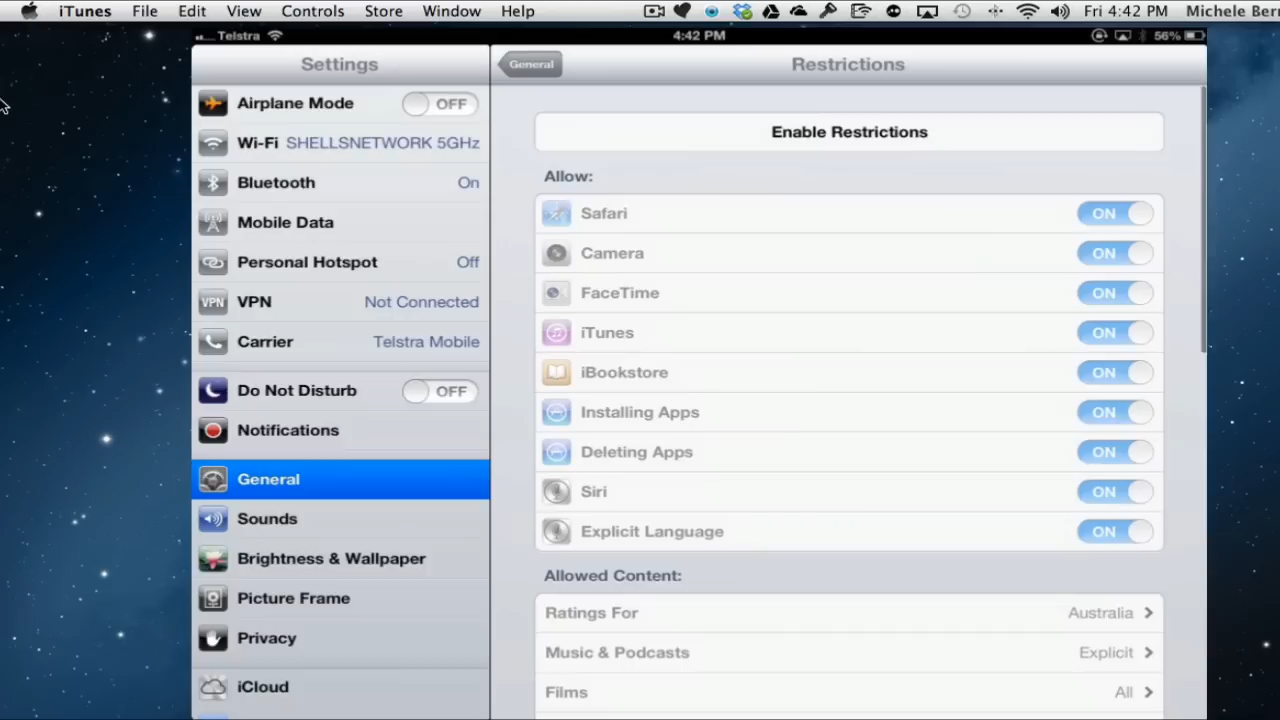 iTunes File Edit View Controls Store Window Help Fri 4:42 PM Michele Ber
Telstra 4:42 PM 56%
Settings
General
Restrictions
Airplane Mode OFF
Wi-Fi SHELLSNETWORK 5GHz
Bluetooth On
Mobile Data
Personal Hotspot Off
VPN VPN Not Connected
Carrier Telstra Mobile
Do Not Disturb OFF
Notifications
General
Sounds
Brightness & Wallpaper
Picture Frame
Privacy
iCloud
Enable Restrictions
Allow:
Safari ON
Camera ON
FaceTime ON
iTunes ON
iBookstore ON
Installing Apps ON
Deleting Apps ON
Siri ON
Explicit Language ON
Allowed Content:
Ratings For Australia
Music & Podcasts Explicit
Films All